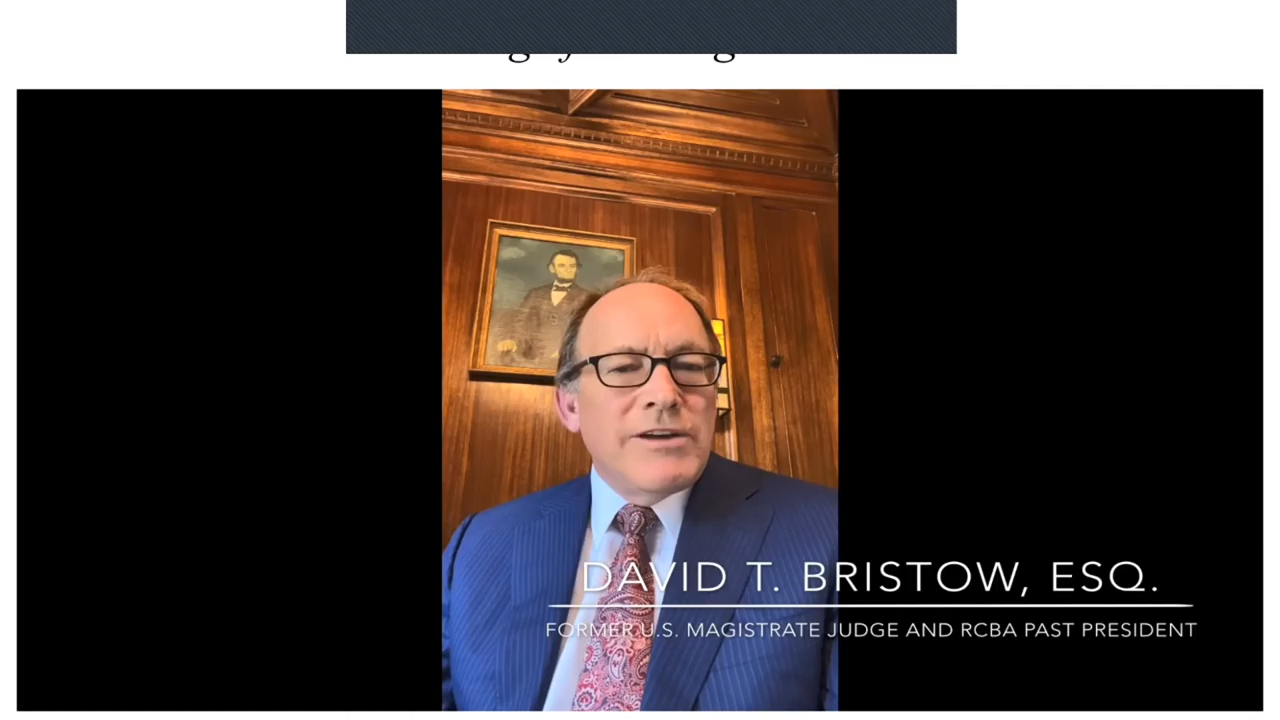 DAVID T. BRISTOW, ESQ.
FORMER U.S. MAGISTRATE JUDGE AND RCBA PAST PRESIDENT